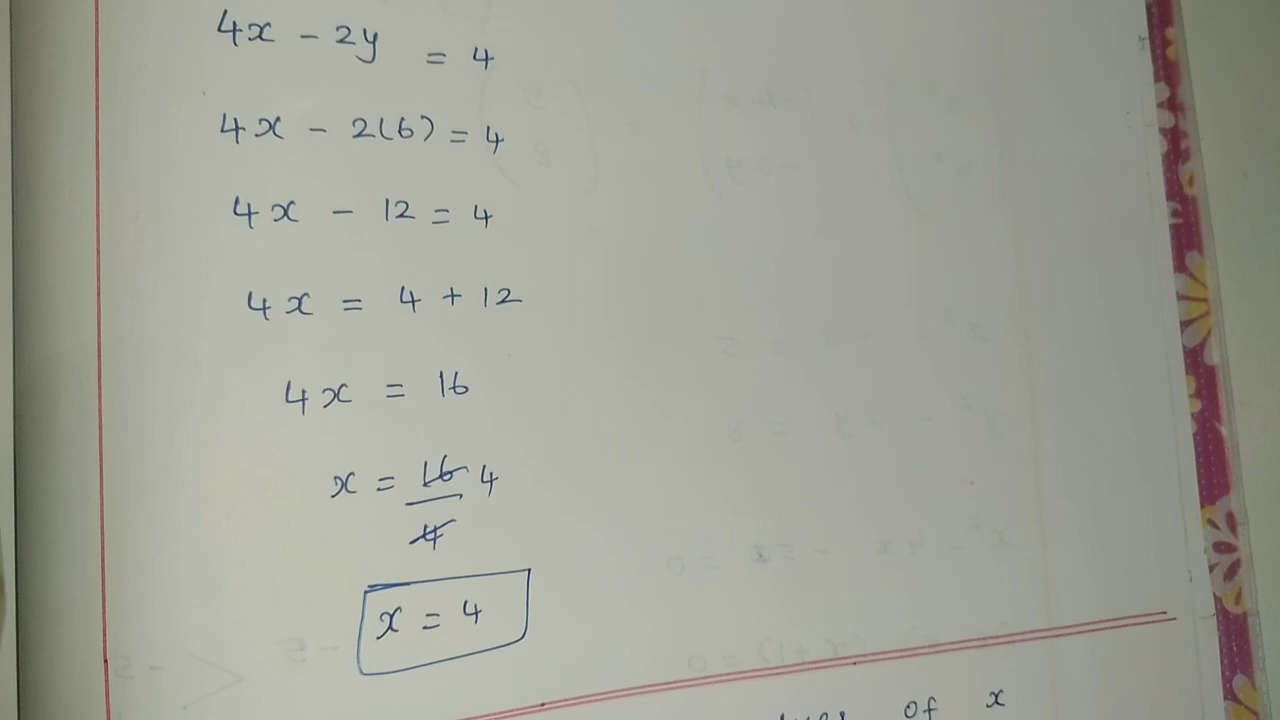 4x - 2y = 4
4x - 2(6) = 4
4x - 12 = 4
4x = 4 + 12
4x = 16
x = 16/4 4
x = 4
of x